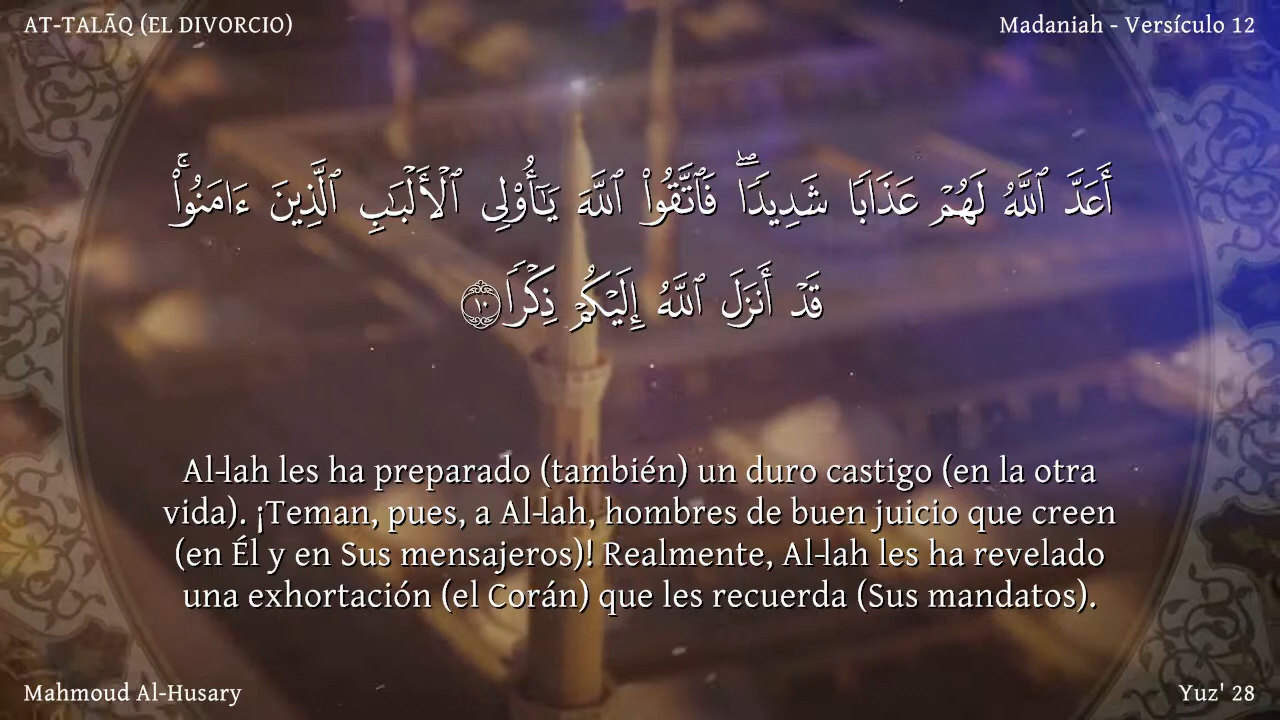 AT-TALĀQ (EL DIVORCIO)
Madaniah - Versículo 12
أَعَدَّ ٱللَّهُ لَهُمْ عَذَابًا شَدِيدًاۖ فَٱتَّقُوا۟ ٱللَّهَ يَـٰٓأُو۟لِى ٱلْأَلْبَـٰبِ ٱلَّذِينَ ءَامَنُوا۟ۚ
قَدْ أَنزَلَ ٱللَّهُ إِلَيْكُمْ ذِكْرًا ١٠
Al-lah les ha preparado (también) un duro castigo (en la otra
vida). ¡Teman, pues, a Al-lah, hombres de buen juicio que creen
(en Él y en Sus mensajeros)! Realmente, Al-lah les ha revelado
una exhortación (el Corán) que les recuerda (Sus mandatos).
Mahmoud Al-Husary
Yuz' 28